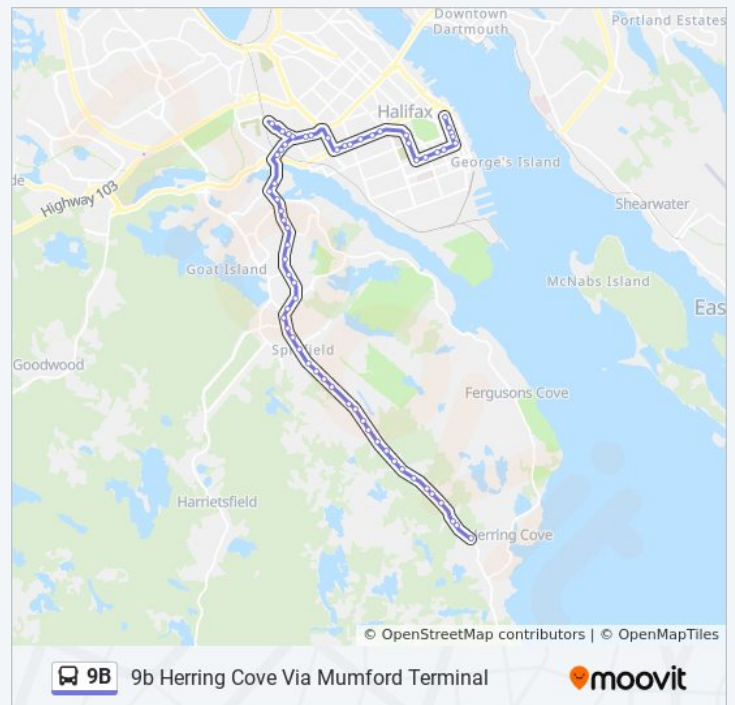 Downtown
Dartmouth
Portland Estates
Halifax
George's Island
de
Highway 103
Shearwater
Goat Island
McNabs Island
Eas
Spryfield
Goodwood
Fergusons Cove
Harrietsfield
Herring Cove
© OpenStreetMap contributors | © OpenMapTiles
9B 9b Herring Cove Via Mumford Terminal moovit